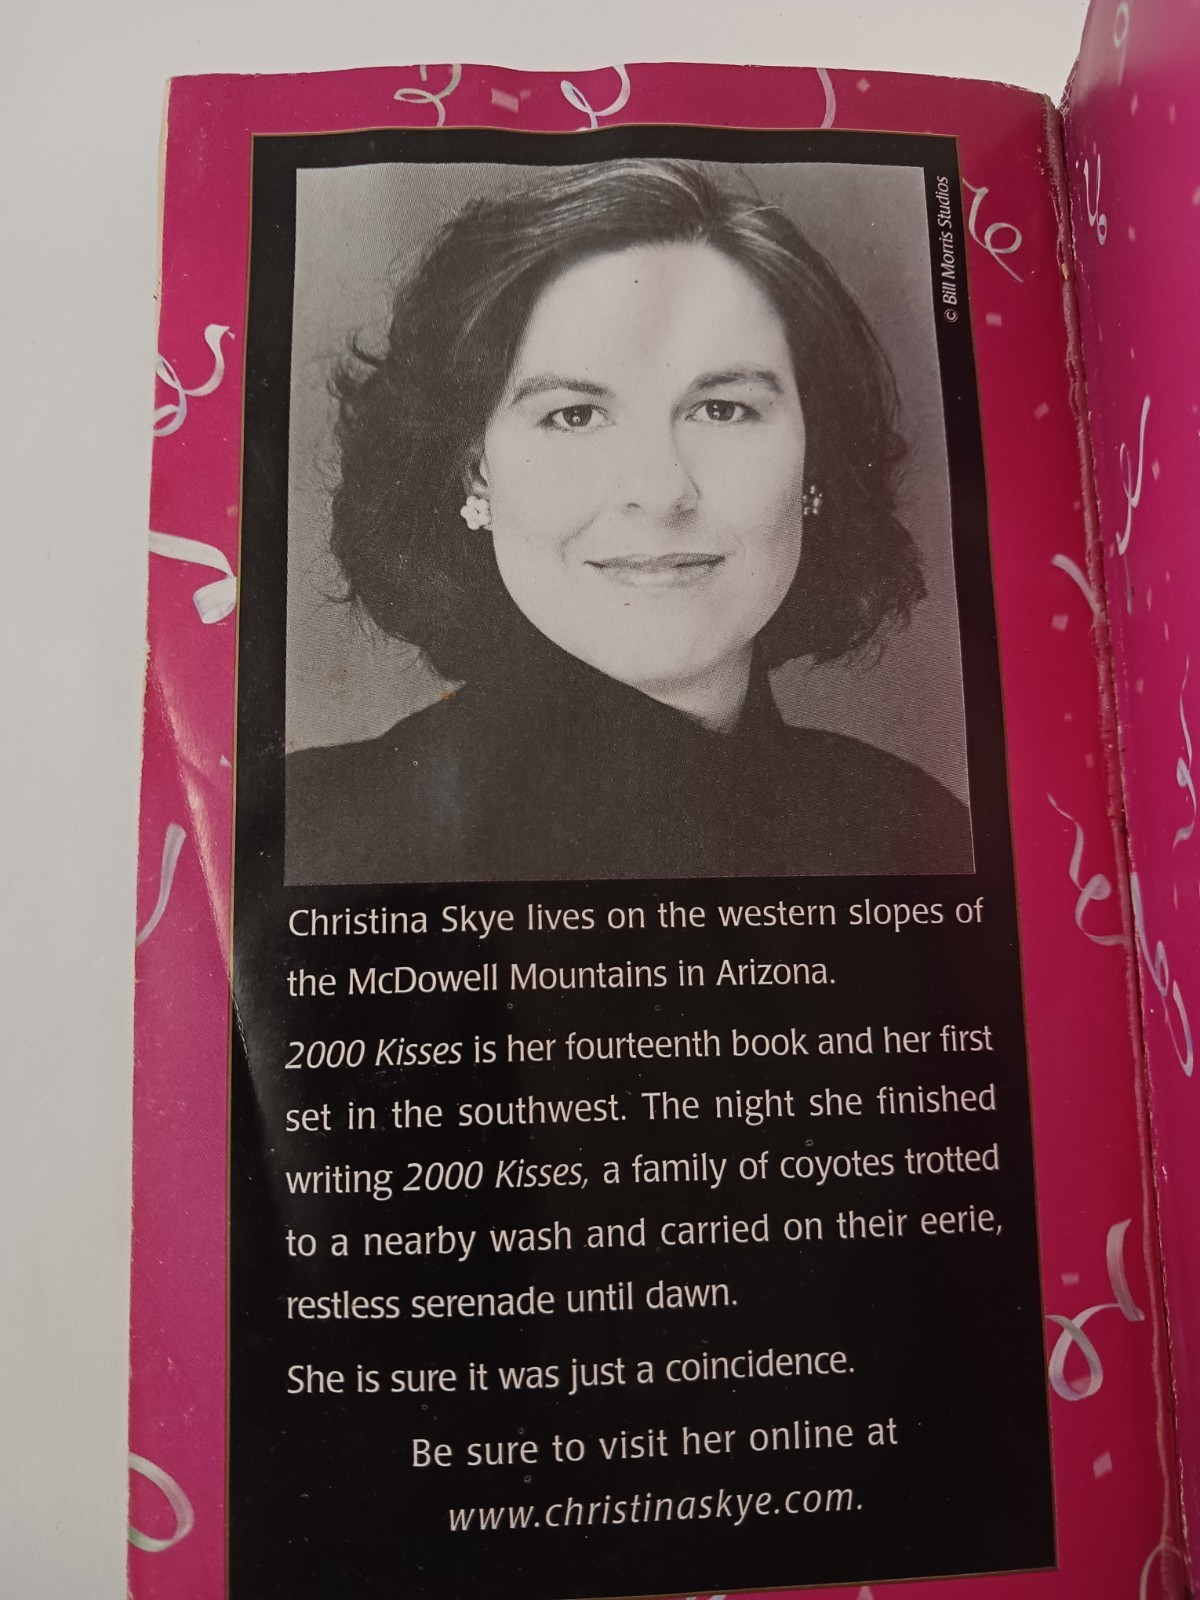 © Bill Morris Studios
Christina Skye lives on the western slopes of
the McDowell Mountains in Arizona.
2000 Kisses is her fourteenth book and her first
set in the southwest. The night she finished
writing 2000 Kisses, a family of coyotes trotted
to a nearby wash and carried on their eerie,
restless serenade until dawn.
She is sure it was just a coincidence.
Be sure to visit her online at
www.christinaskye.com.